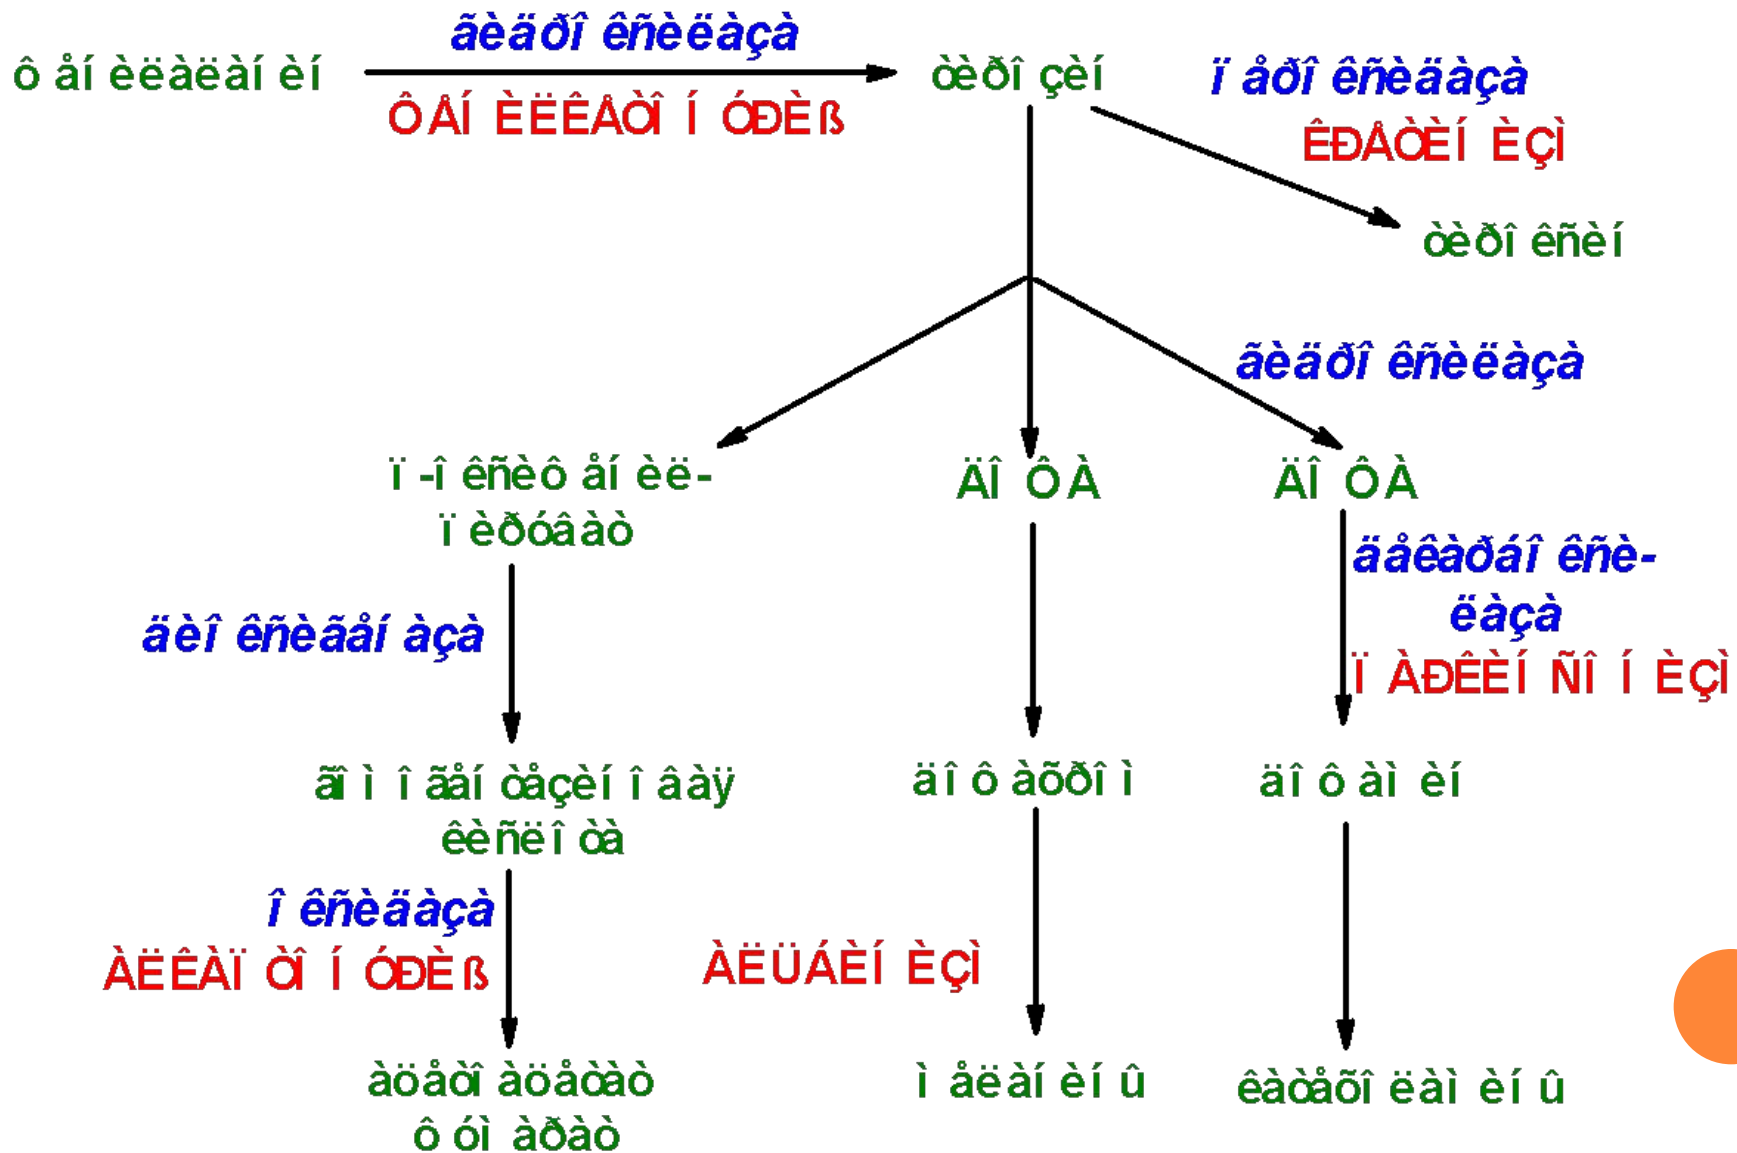 ãèäðî êñèëàçà
ô åí èëàëàí èí
òèðî çèí
ï åðî êñèäàçà
ÔÅÍ ÈËÊÅÒÎ Í ÓÐÈß
ÊÐÅÒÈÍ ÈÇÌ
òèðî êñèí
ãèäðî êñèëàçà
ï -î êñèô åí èë-
ï èðóâàò
ÄÎ ÔÀ
ÄÎ ÔÀ
äåêàðáî êñè-
ëàçà
äèî êñèãåí àçà
Ï ÀÐÊÈÍ ÑÎ Í ÈÇÌ
ãî ì î ãåí òåçèí î âàÿ
êèñëî òà
äî ô àõðî ì
äî ô àì èí
î êñèäàçà
ÀËÊÀÏ ÒÎ Í ÓÐÈß
ÀËÜÁÈÍ ÈÇÌ
àöåòî àöåòàò
ô óì àðàò
ì åëàí èí û
êàòåõî ëàì èí û